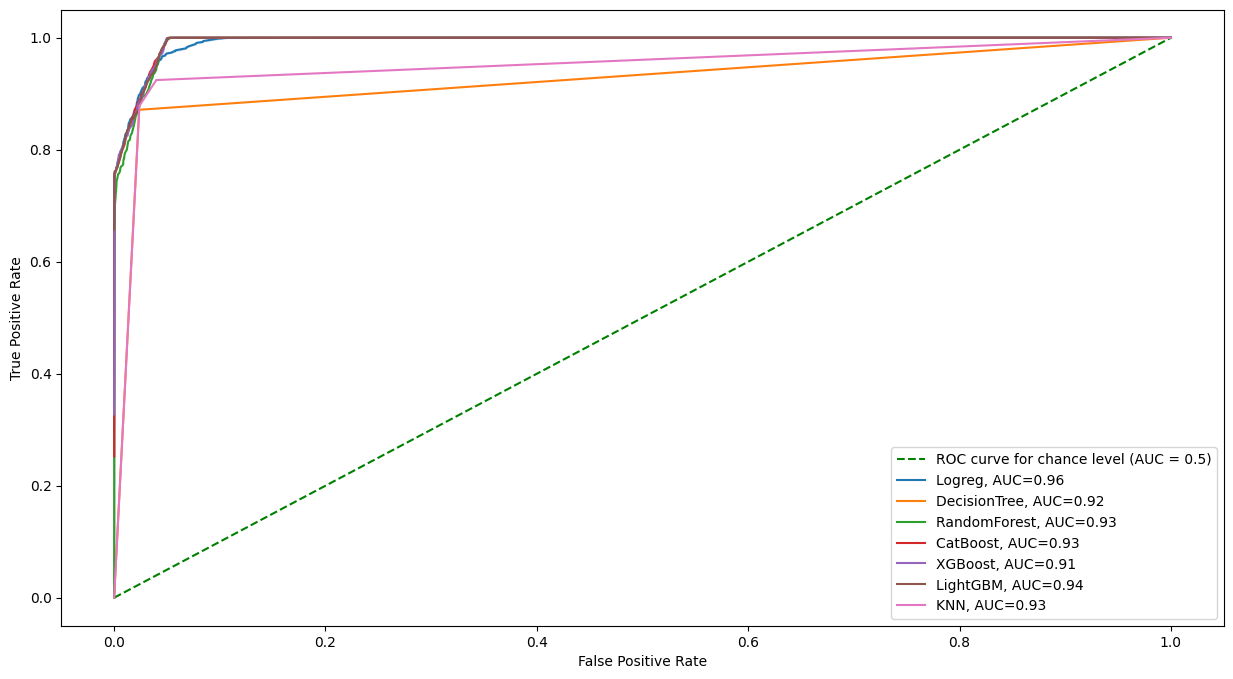 1.0
0.8
0.6
0.4
0.2
0.0
True Positive Rate
0.0 0.2 0.4 0.6 0.8 1.0
False Positive Rate
ROC curve for chance level (AUC = 0.5)
Logreg, AUC=0.96
DecisionTree, AUC=0.92
RandomForest, AUC=0.93
CatBoost, AUC=0.93
XGBoost, AUC=0.91
LightGBM, AUC=0.94
KNN, AUC=0.93